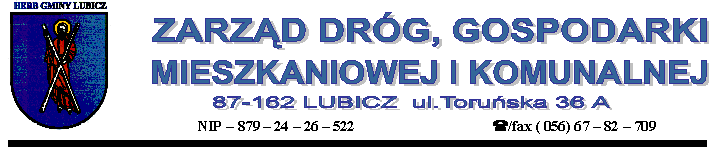 HERB GMINY LUBICZ
ZARZĄD DRÓG, GOSPODARKI
MIESZKANIOWEJ I KOMUNALNEJ
87-162 LUBICZ ul.Toruńska 36 A
NIP – 879 – 24 – 26 – 522
☎/fax ( 056) 67 – 82 – 709